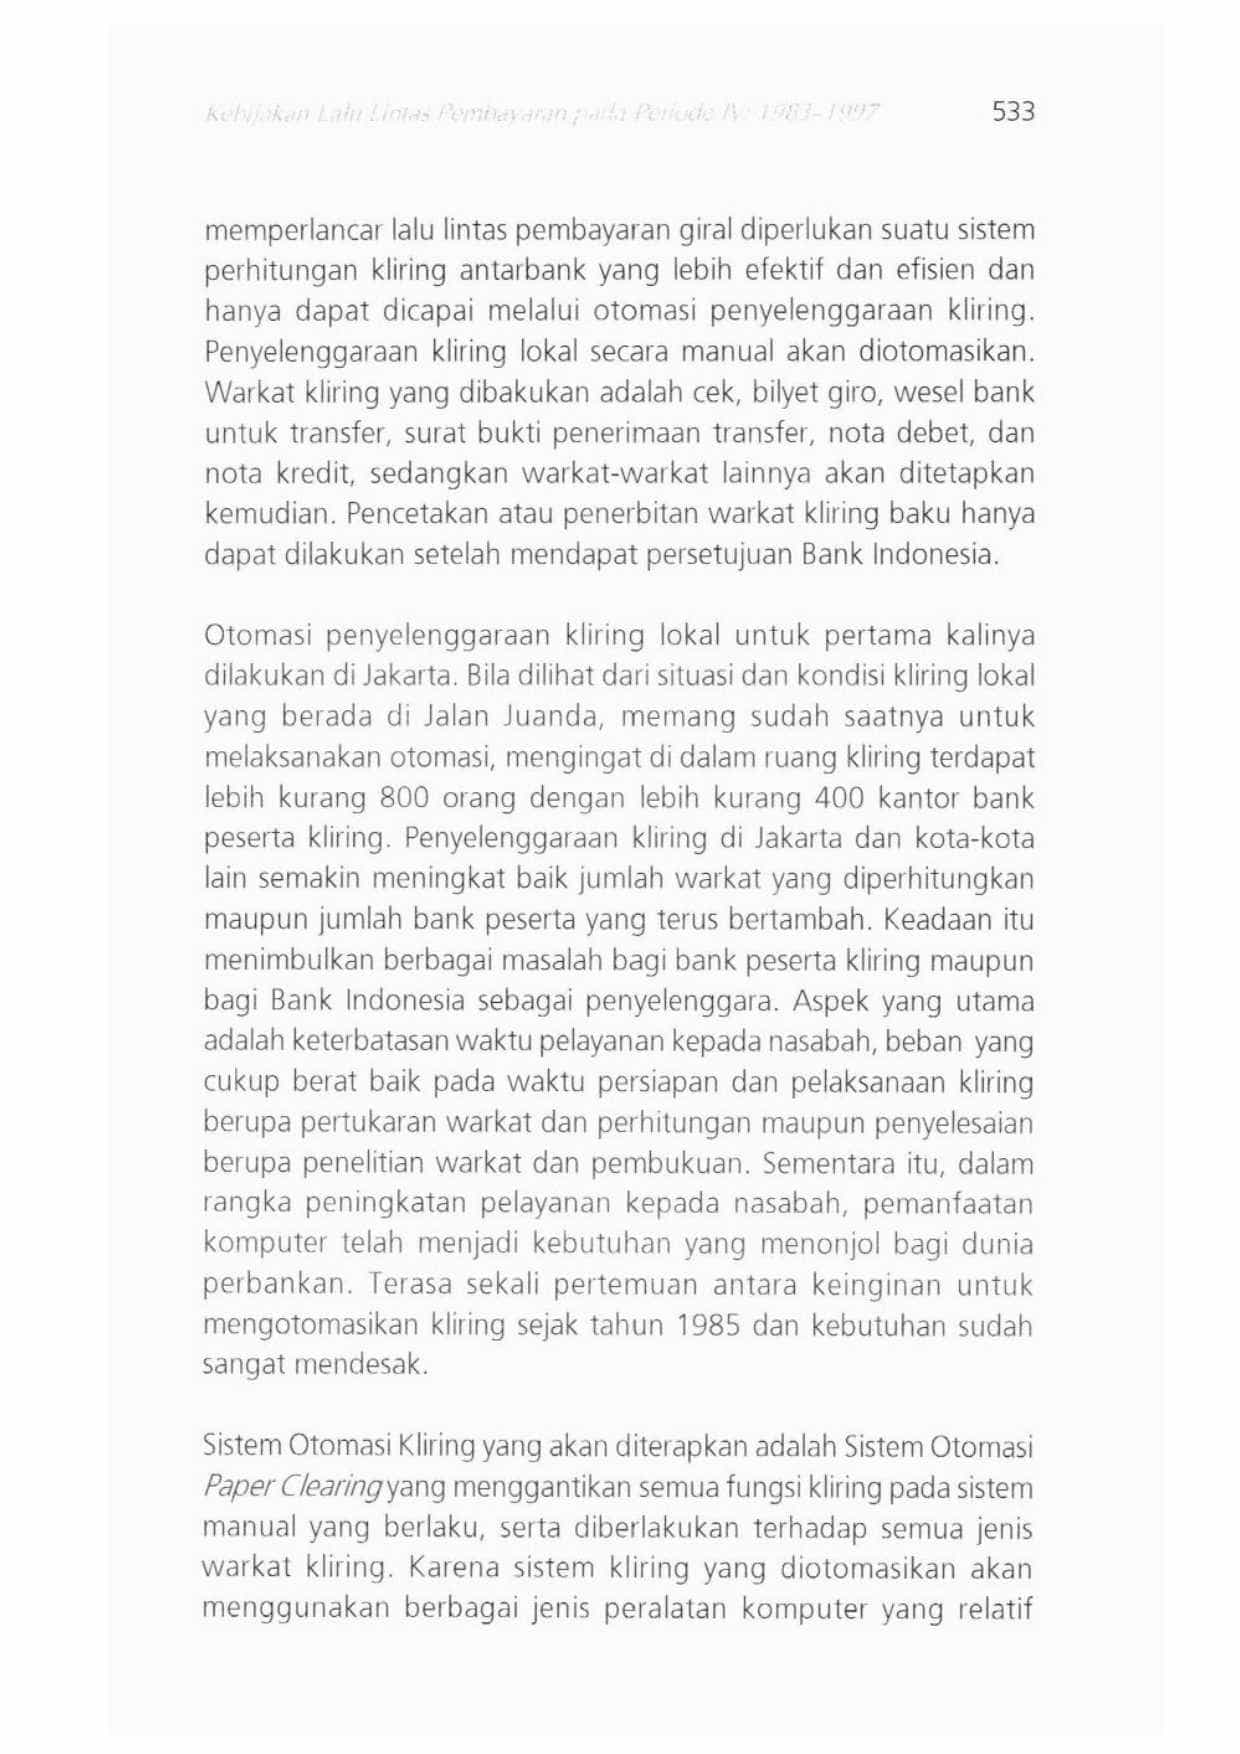 Kebijakan Lalu Lintas Pembayaran pada Periode IV: 1983–1997 533
memperlancar lalu lintas pembayaran giral diperlukan suatu sistem
perhitungan kliring antarbank yang lebih efektif dan efisien dan
hanya dapat dicapai melalui otomasi penyelenggaraan kliring.
Penyelenggaraan kliring lokal secara manual akan diotomasikan.
Warkat kliring yang dibakukan adalah cek, bilyet giro, wesel bank
untuk transfer, surat bukti penerimaan transfer, nota debet, dan
nota kredit, sedangkan warkat-warkat lainnya akan ditetapkan
kemudian. Pencetakan atau penerbitan warkat kliring baku hanya
dapat dilakukan setelah mendapat persetujuan Bank Indonesia.
Otomasi penyelenggaraan kliring lokal untuk pertama kalinya
dilakukan di Jakarta. Bila dilihat dari situasi dan kondisi kliring lokal
yang berada di Jalan Juanda, memang sudah saatnya untuk
melaksanakan otomasi, mengingat di dalam ruang kliring terdapat
lebih kurang 800 orang dengan lebih kurang 400 kantor bank
peserta kliring. Penyelenggaraan kliring di Jakarta dan kota-kota
lain semakin meningkat baik jumlah warkat yang diperhitungkan
maupun jumlah bank peserta yang terus bertambah. Keadaan itu
menimbulkan berbagai masalah bagi bank peserta kliring maupun
bagi Bank Indonesia sebagai penyelenggara. Aspek yang utama
adalah keterbatasan waktu pelayanan kepada nasabah, beban yang
cukup berat baik pada waktu persiapan dan pelaksanaan kliring
berupa pertukaran warkat dan perhitungan maupun penyelesaian
berupa penelitian warkat dan pembukuan. Sementara itu, dalam
rangka peningkatan pelayanan kepada nasabah, pemanfaatan
komputer telah menjadi kebutuhan yang menonjol bagi dunia
perbankan. Terasa sekali pertemuan antara keinginan untuk
mengotomasikan kliring sejak tahun 1985 dan kebutuhan sudah
sangat mendesak.
Sistem Otomasi Kliring yang akan diterapkan adalah Sistem Otomasi
Paper Clearing yang menggantikan semua fungsi kliring pada sistem
manual yang berlaku, serta diberlakukan terhadap semua jenis
warkat kliring. Karena sistem kliring yang diotomasikan akan
menggunakan berbagai jenis peralatan komputer yang relatif